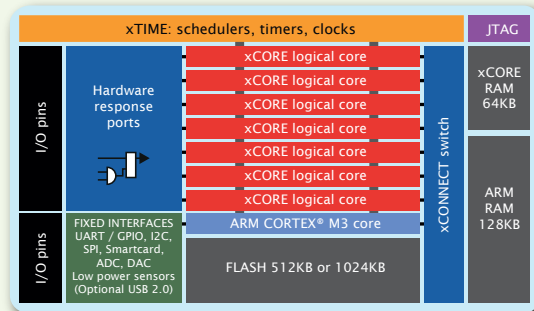 xTIME: schedulers, timers, clocks
JTAG
I/O pins
Hardware
response
ports
xCORE logical core
xCORE logical core
xCORE logical core
xCORE logical core
xCORE logical core
xCORE logical core
xCORE logical core
xCONNECT switch
xCORE
RAM
64KB
I/O pins
FIXED INTERFACES
UART / GPIO, I2C,
SPI, Smartcard,
ADC, DAC
Low power sensors
(Optional USB 2.0)
ARM CORTEX® M3 core
FLASH 512KB or 1024KB
ARM
RAM
128KB